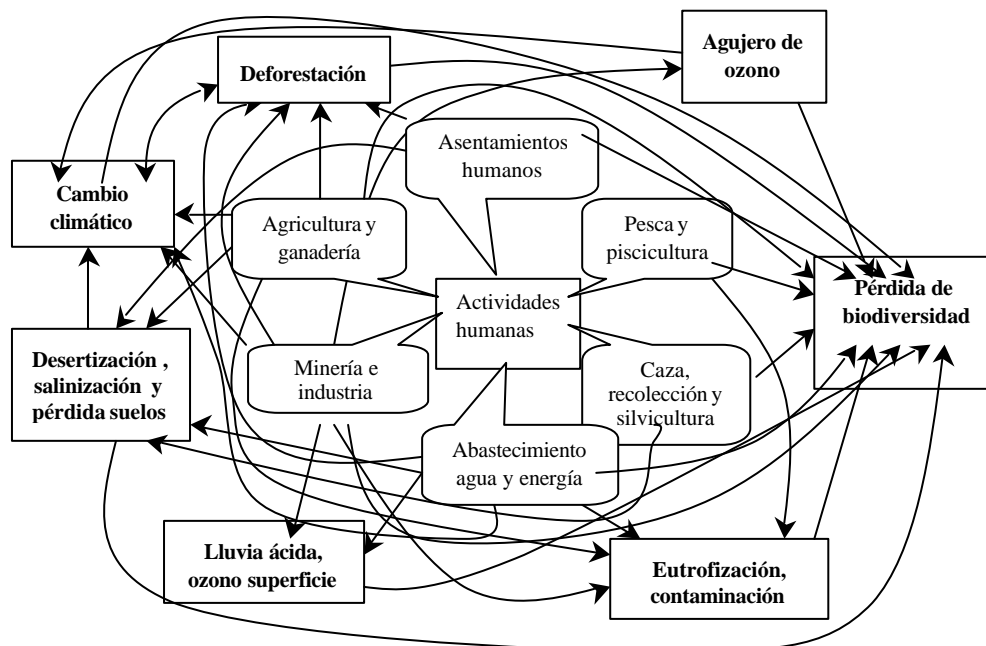 Agujero de
ozono
Deforestación
Asentamientos
humanos
Cambio
climático
Agricultura y
ganadería
Pesca y
piscicultura
Pérdida de
biodiversidad
Actividades
humanas
Desertización ,
salinización y
pérdida suelos
Minería e
industria
Caza,
recolección y
silvicultura
Abastecimiento
agua y energía
Lluvia ácida,
ozono superficie
Eutrofización,
contaminación